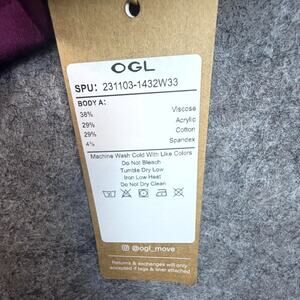 OGL
SPU: 231103-1432W33
BODY A:
38% Viscose
29% Acrylic
29% Cotton
4% Spandex
Machine Wash Cold With Like Colors
Do Not Bleach
Tumble Dry Low
Iron Low Heat
Do Not Dry Clean
@ogl_move
Returns & exchanges will only
accepted if tags & liner attached